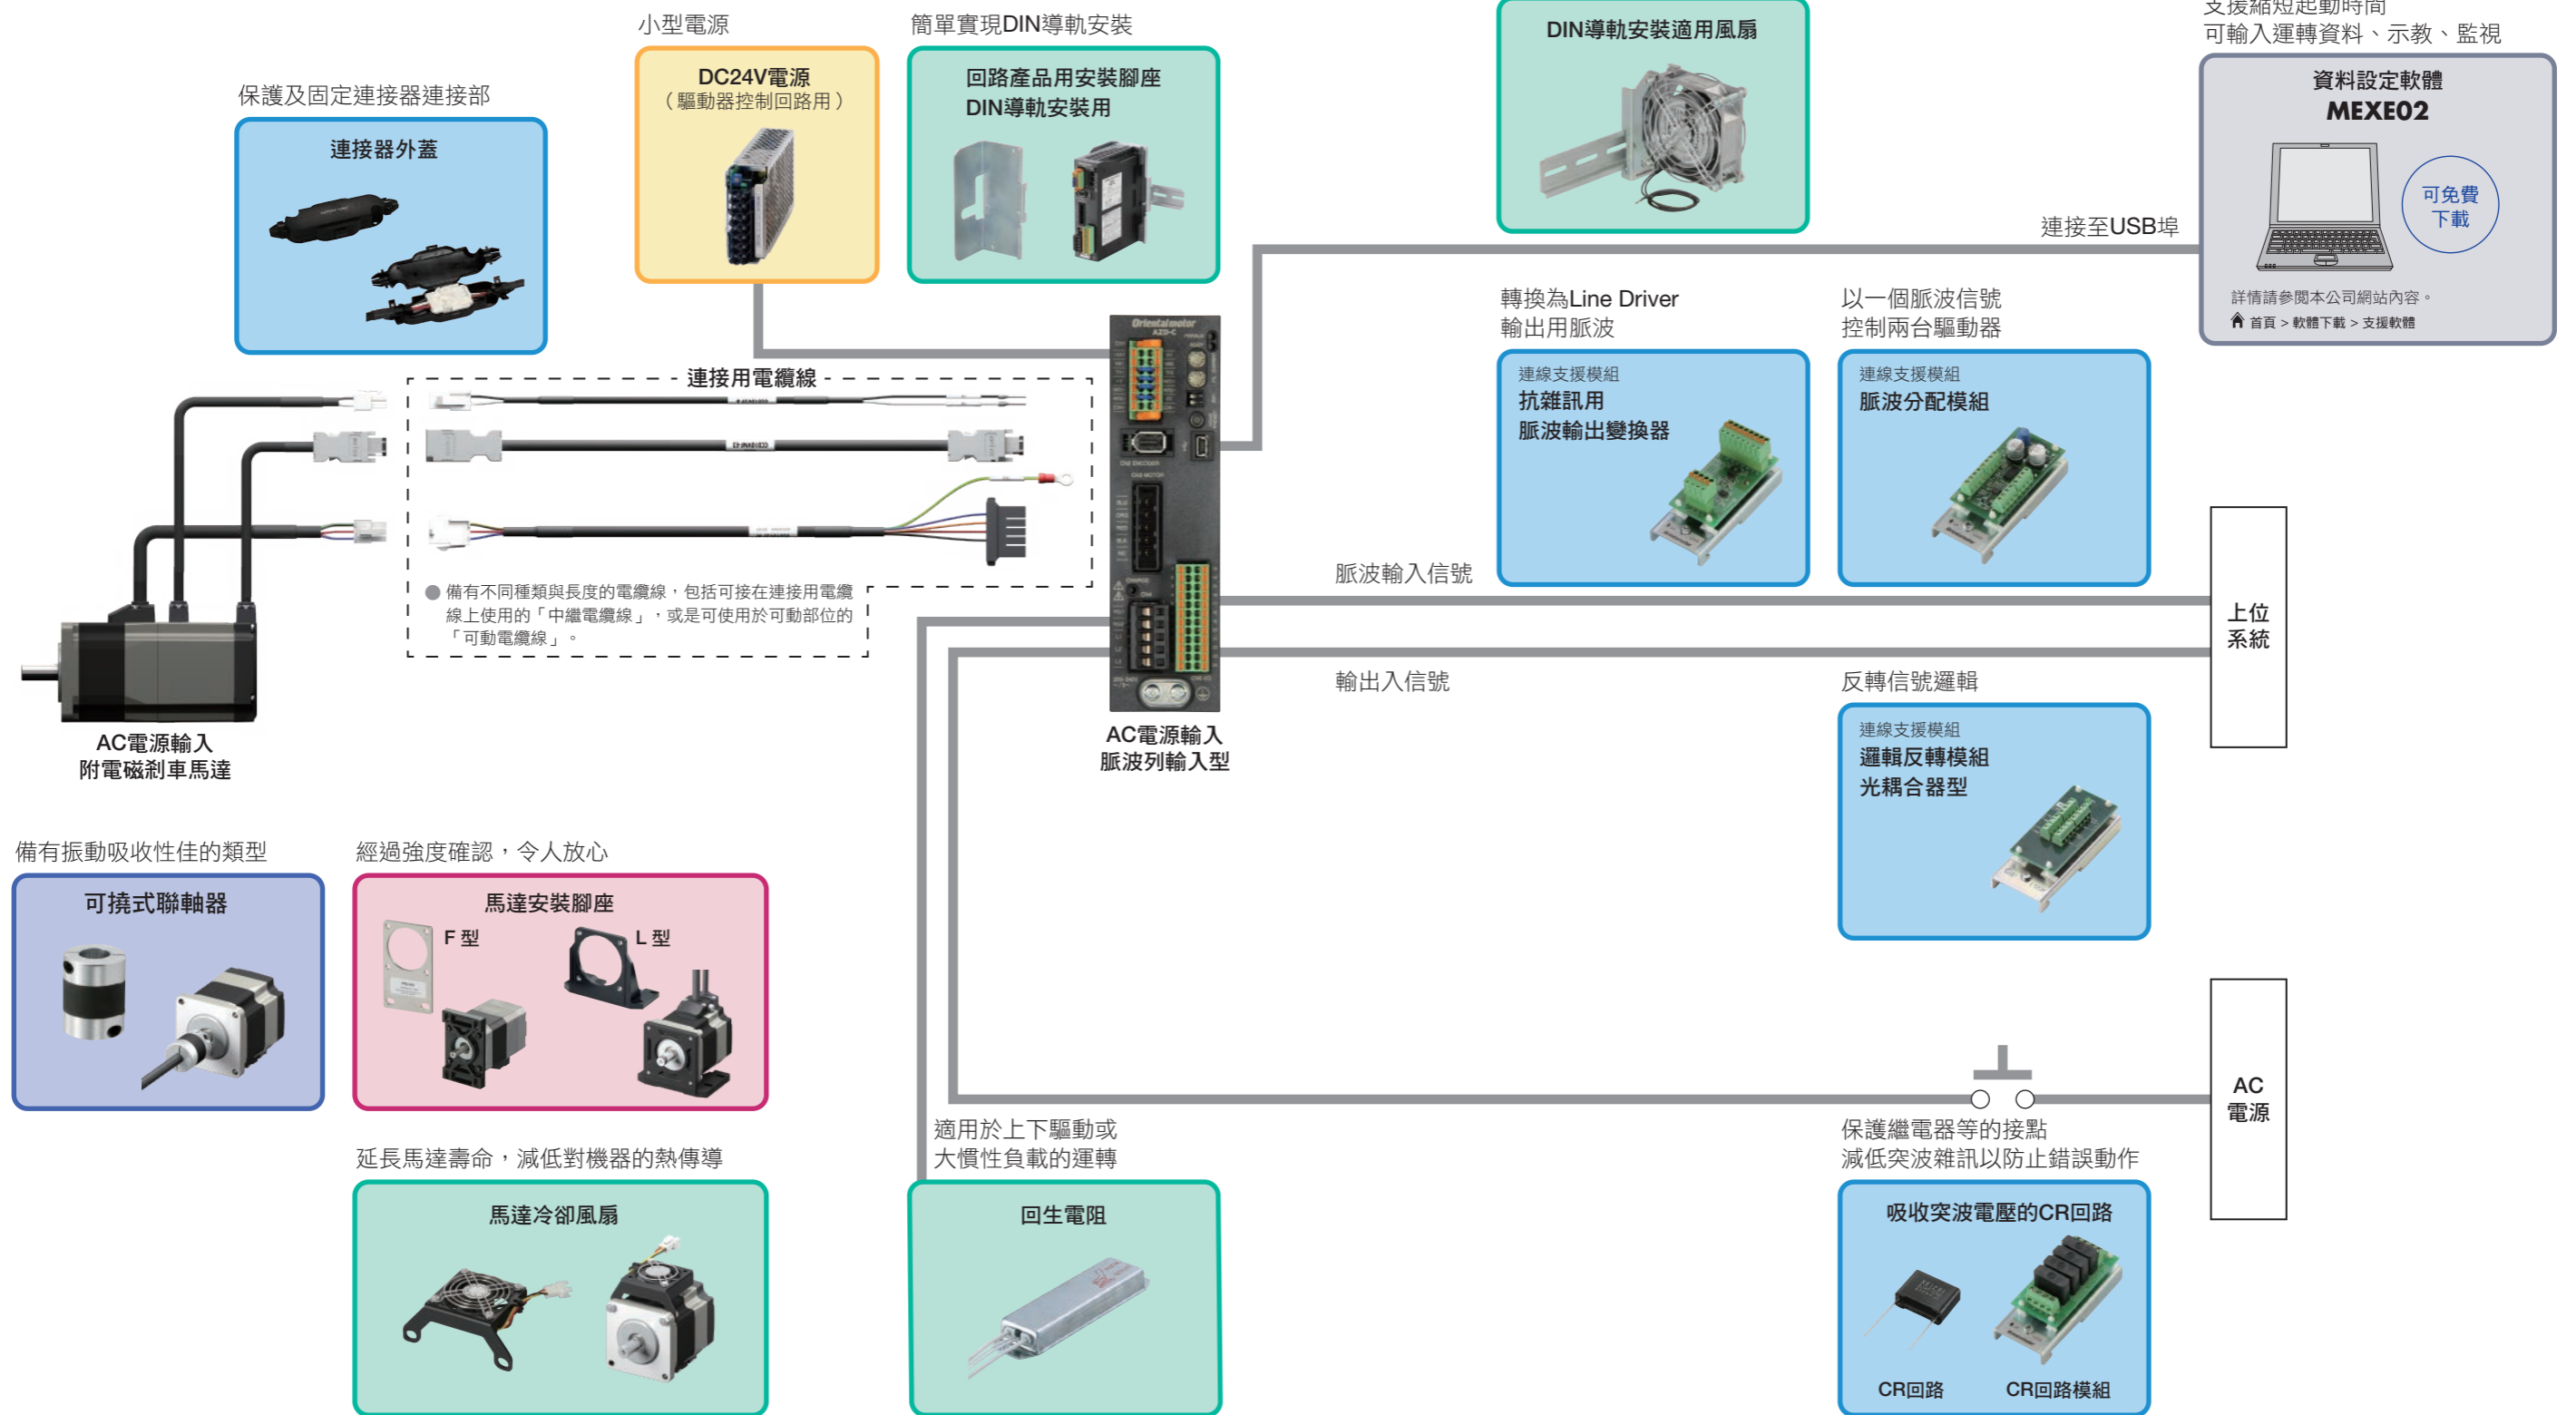 小型電源
DC24V電源
（驅動器控制回路用）
簡單實現DIN導軌安裝
回路產品用安裝腳座
DIN導軌安裝用
DIN導軌安裝適用風扇
支援縮短起動時間
可輸入運轉資料、示教、監視
資料設定軟體
MEXE02
可免費
下載
詳情請參閱本公司網站內容。
首頁 > 軟體下載 > 支援軟體
保護及固定連接器連接部
連接器外蓋
連接至USB埠
轉換為Line Driver
輸出用脈波
連線支援模組
抗雜訊用
脈波輸出變換器
以一個脈波信號
控制兩台驅動器
連線支援模組
脈波分配模組
連接用電纜線
● 備有不同種類與長度的電纜線，包括可接在連接用電纜
線上使用的「中繼電纜線」，或是可使用於可動部位的
「可動電纜線」。
Orientalmotor
AZD-C
CN2 ENCODER
CHARGE
脈波輸入信號
輸出入信號
上位
系統
AC電源輸入
附電磁剎車馬達
AC電源輸入
脈波列輸入型
反轉信號邏輯
連線支援模組
邏輯反轉模組
光耦合器型
備有振動吸收性佳的類型
可撓式聯軸器
經過強度確認，令人放心
馬達安裝腳座
F 型
L 型
AC
電源
延長馬達壽命，減低對機器的熱傳導
馬達冷卻風扇
適用於上下驅動或
大慣性負載的運轉
回生電阻
保護繼電器等的接點
減低突波雜訊以防止錯誤動作
吸收突波電壓的CR回路
CR回路
CR回路模組